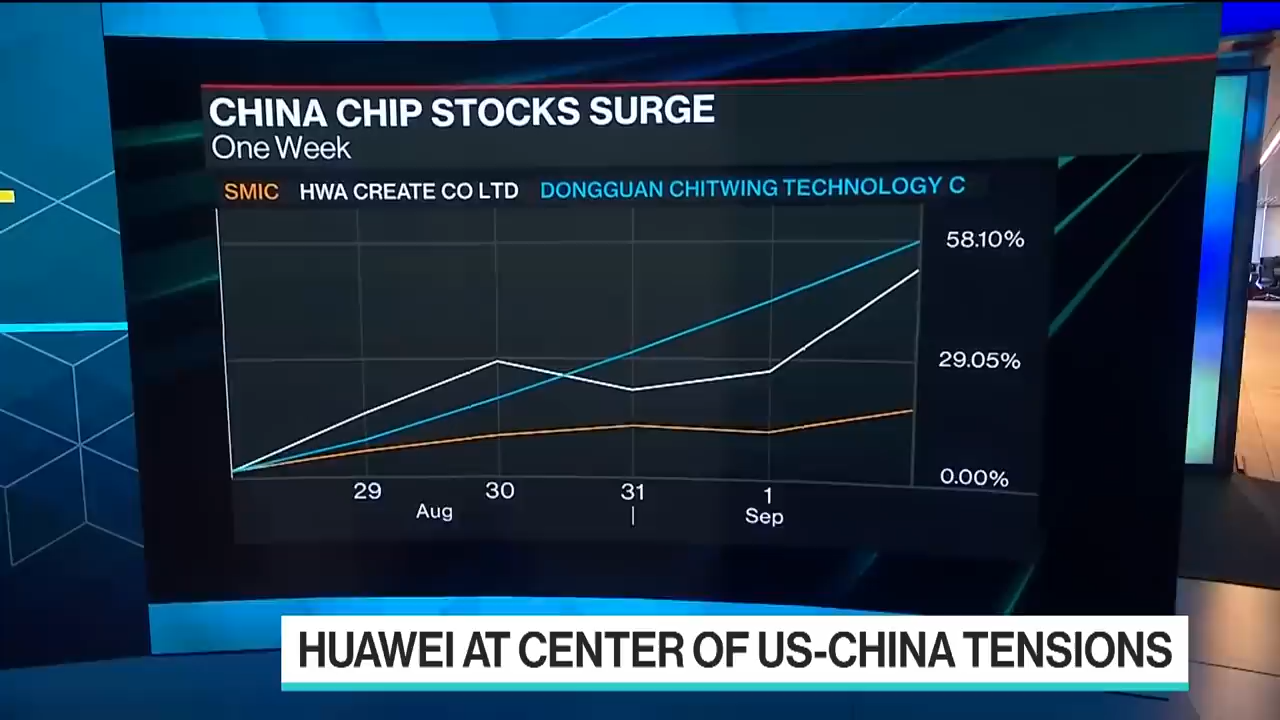 CHINA CHIP STOCKS SURGE
One Week
SMIC HWA CREATE CO LTD DONGGUAN CHITWING TECHNOLOGY C
58.10%
29.05%
0.00%
29 30 31 1
Aug Sep
HUAWEI AT CENTER OF US-CHINA TENSIONS